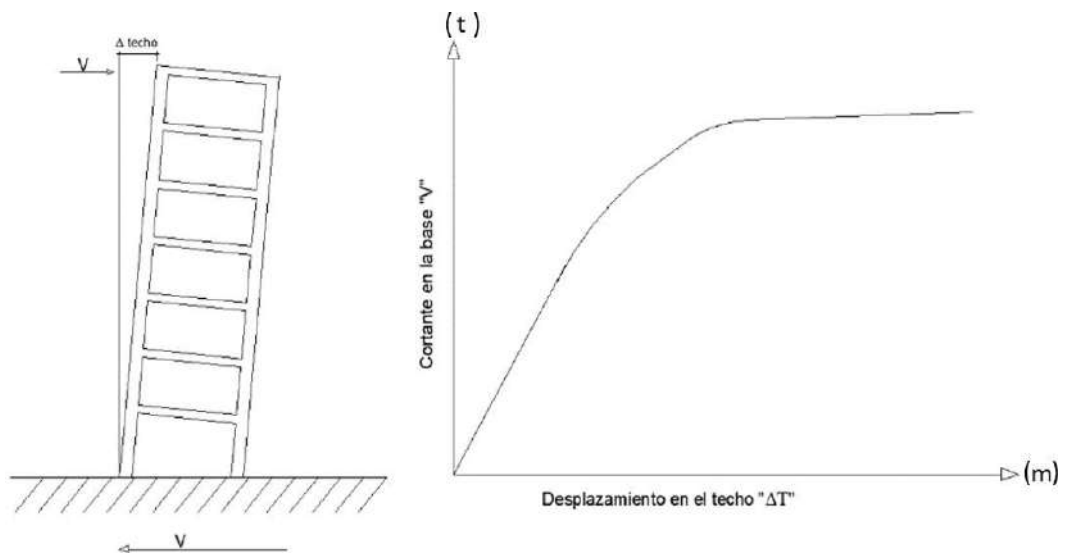 Δ techo
V
V
(t)
Cortante en la base "V"
(m)
Desplazamiento en el techo "ΔT"